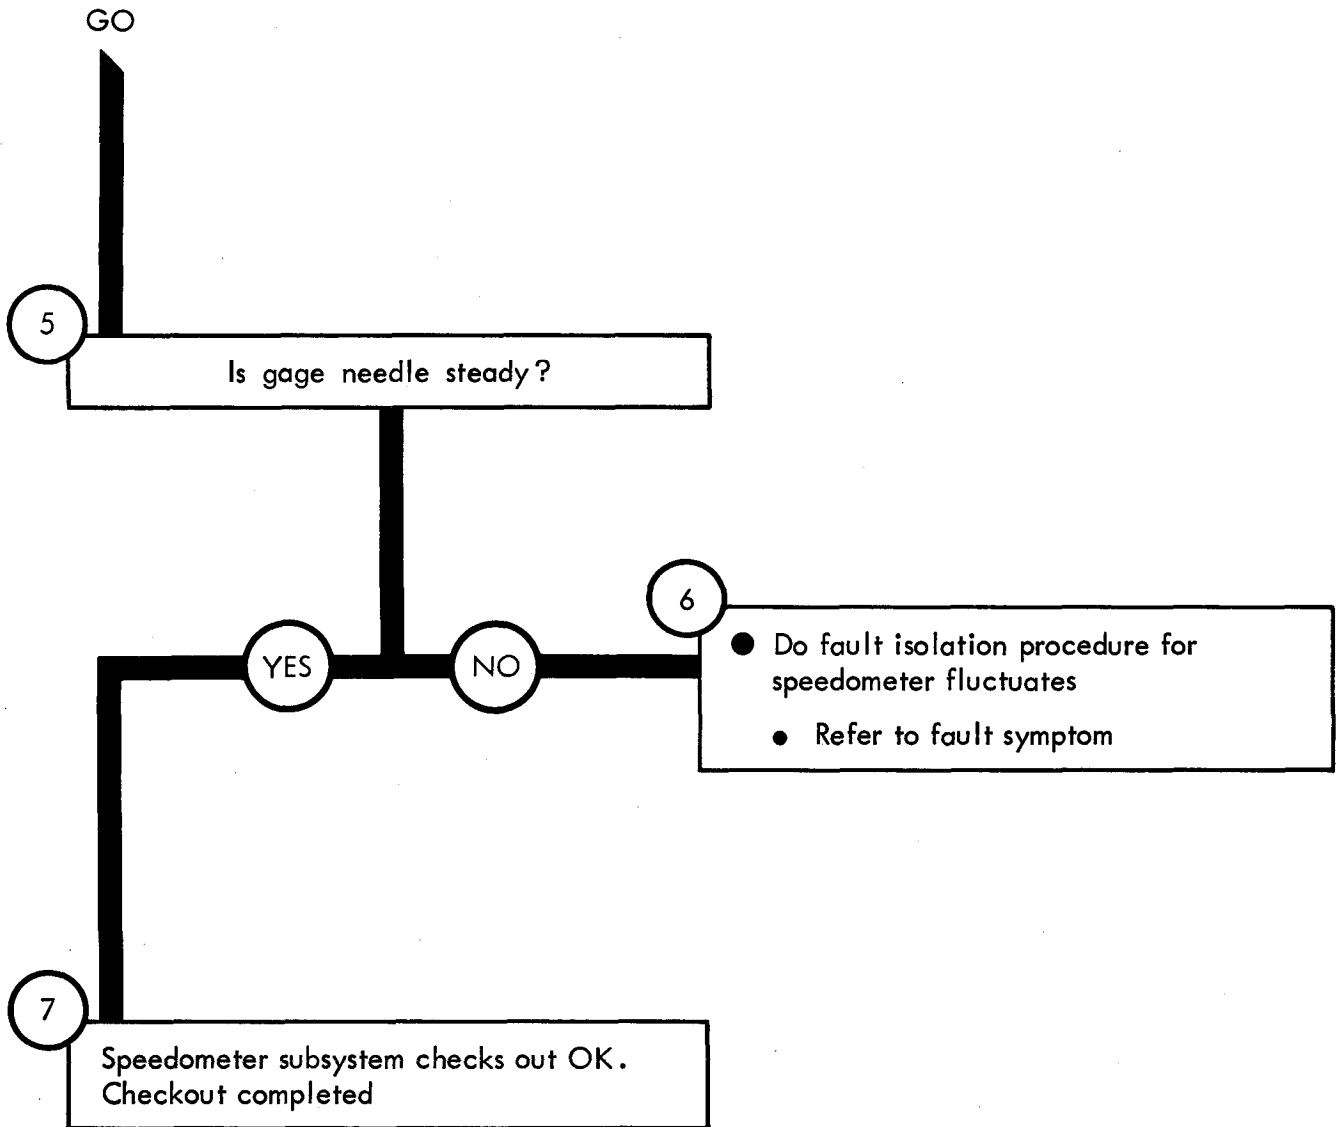 GO
5
Is gage needle steady?
YES
NO
6
● Do fault isolation procedure for
speedometer fluctuates
● Refer to fault symptom
7
Speedometer subsystem checks out OK.
Checkout completed